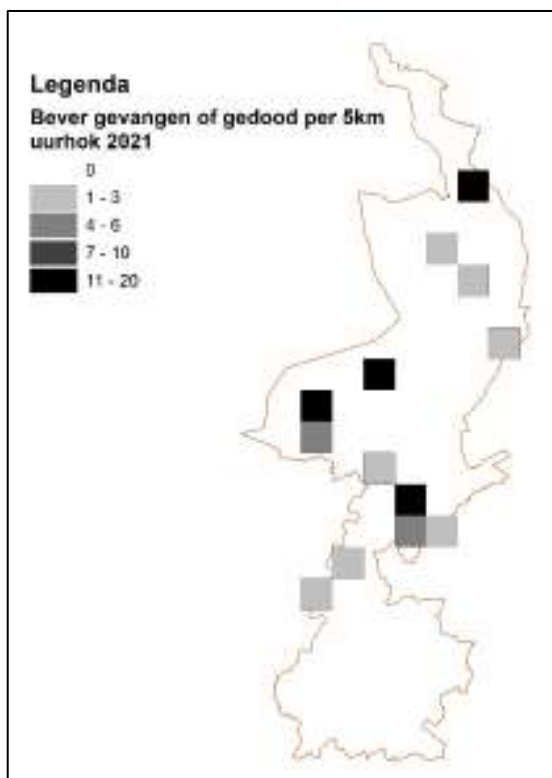 Legenda
Bever gevangen of gedood per 5km
uurhok 2021
0
1 - 3
4 - 6
7 - 10
11 - 20